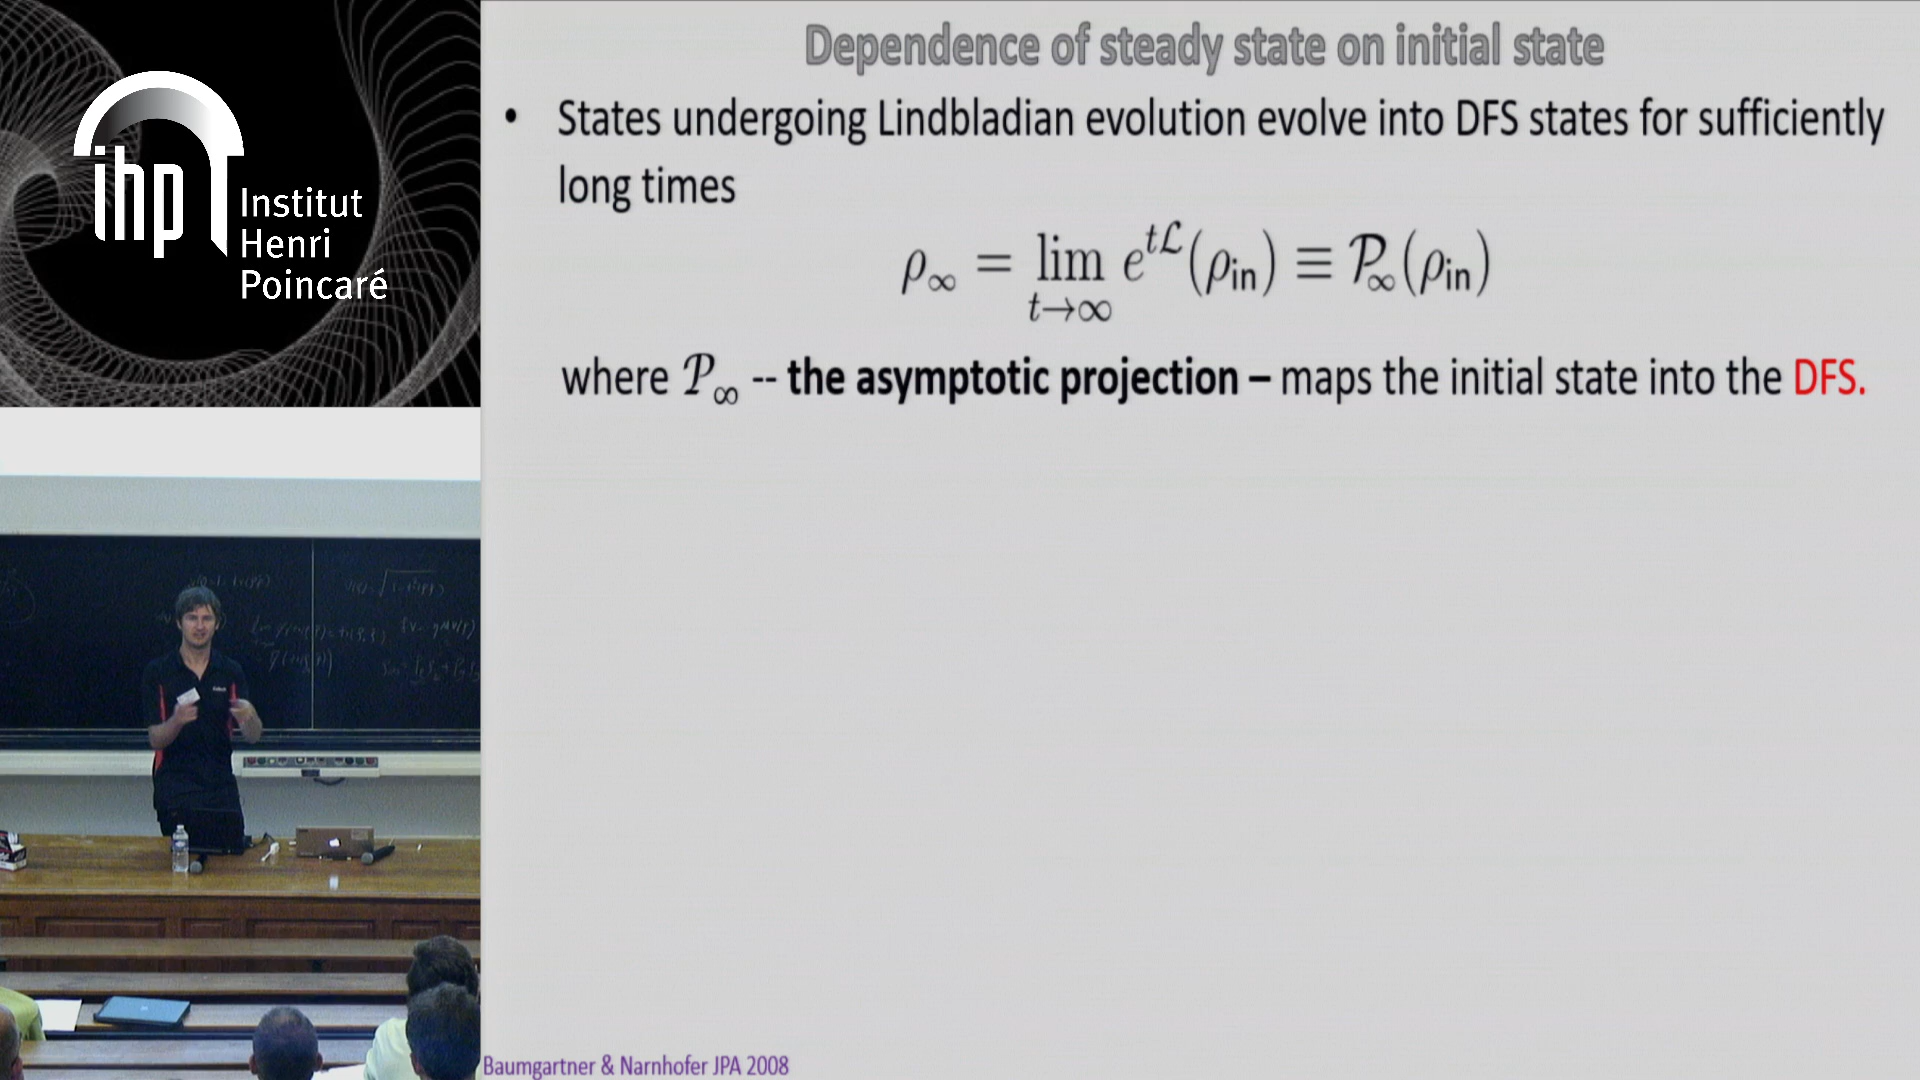 ihp
Institut
Henri
Poincaré
Dependence of steady state on initial state
• States undergoing Lindbladian evolution evolve into DFS states for sufficiently
long times
ρ∞ = lim t→∞ e^{tℒ}(ρin) ≡ 𝒫∞(ρin)
where 𝒫∞ -- the asymptotic projection – maps the initial state into the DFS.
Baumgartner & Narnhofer JPA 2008